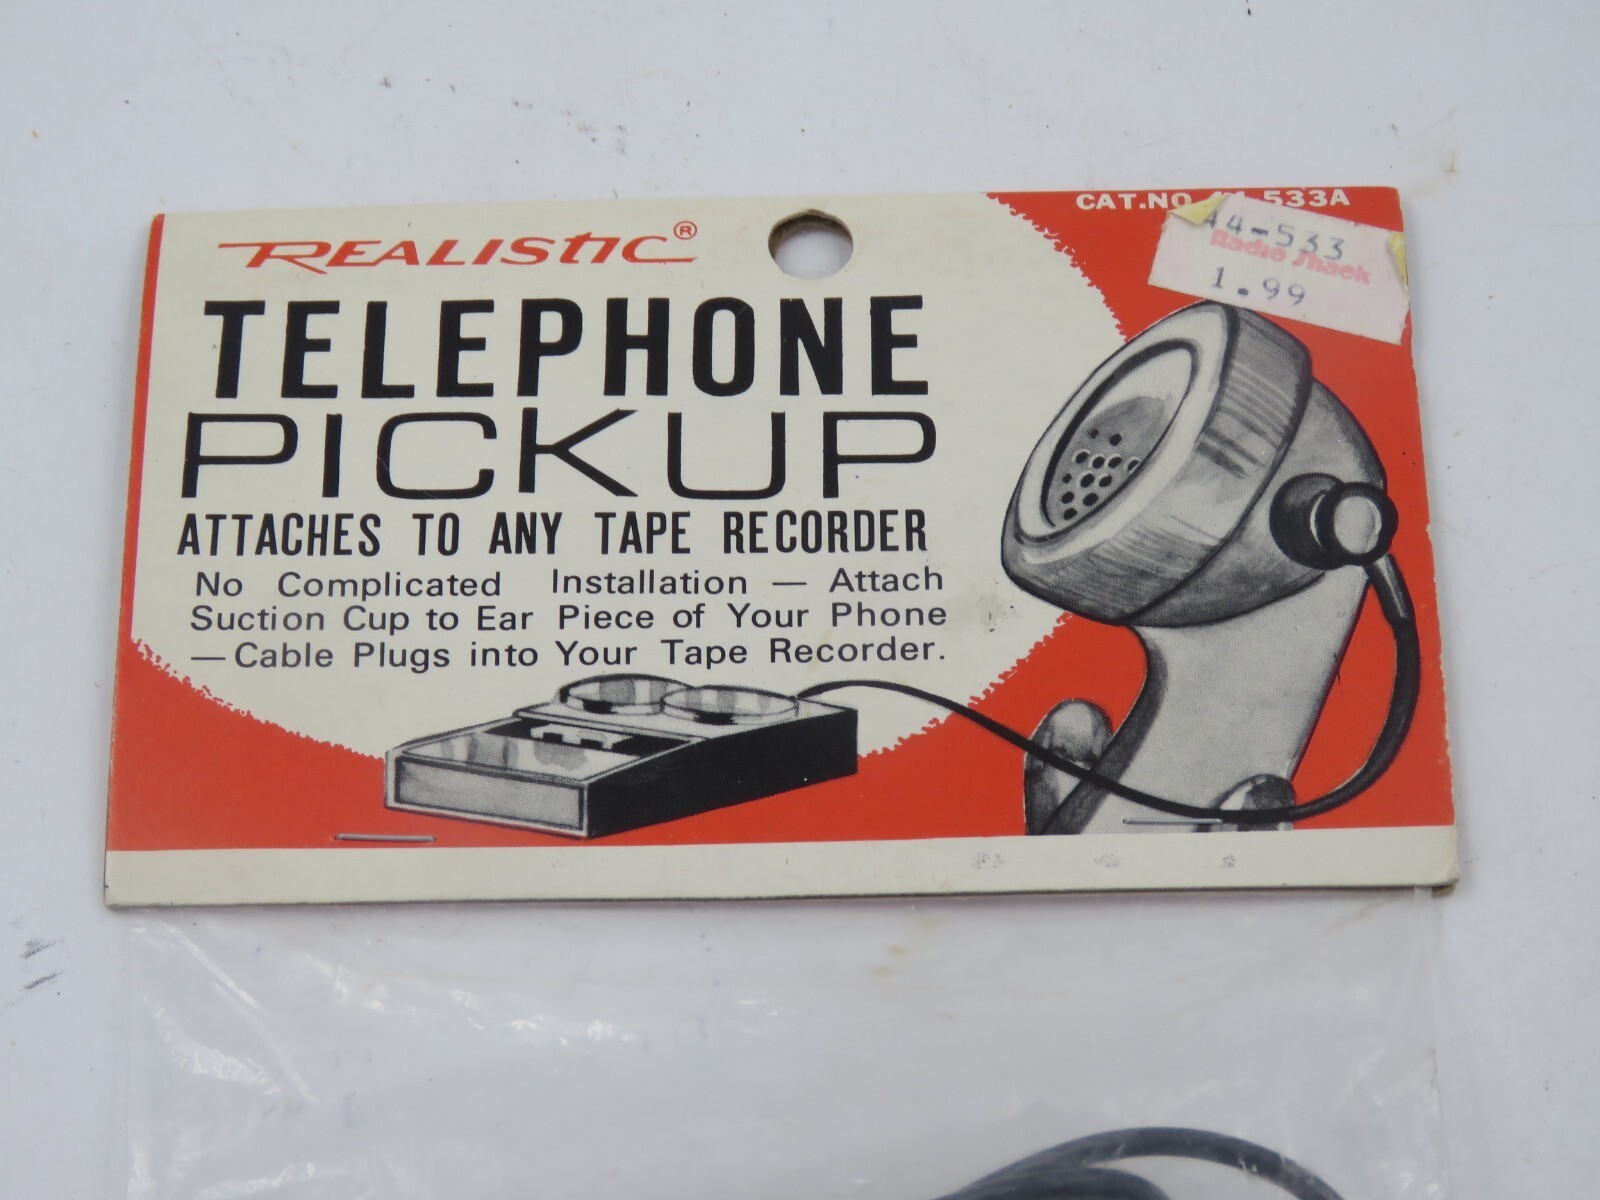 CAT.NO. 44-533A
44-533
Radio Shack
1.99
REALISTIC®
TELEPHONE
PICKUP
ATTACHES TO ANY TAPE RECORDER
No Complicated Installation — Attach
Suction Cup to Ear Piece of Your Phone
— Cable Plugs into Your Tape Recorder.